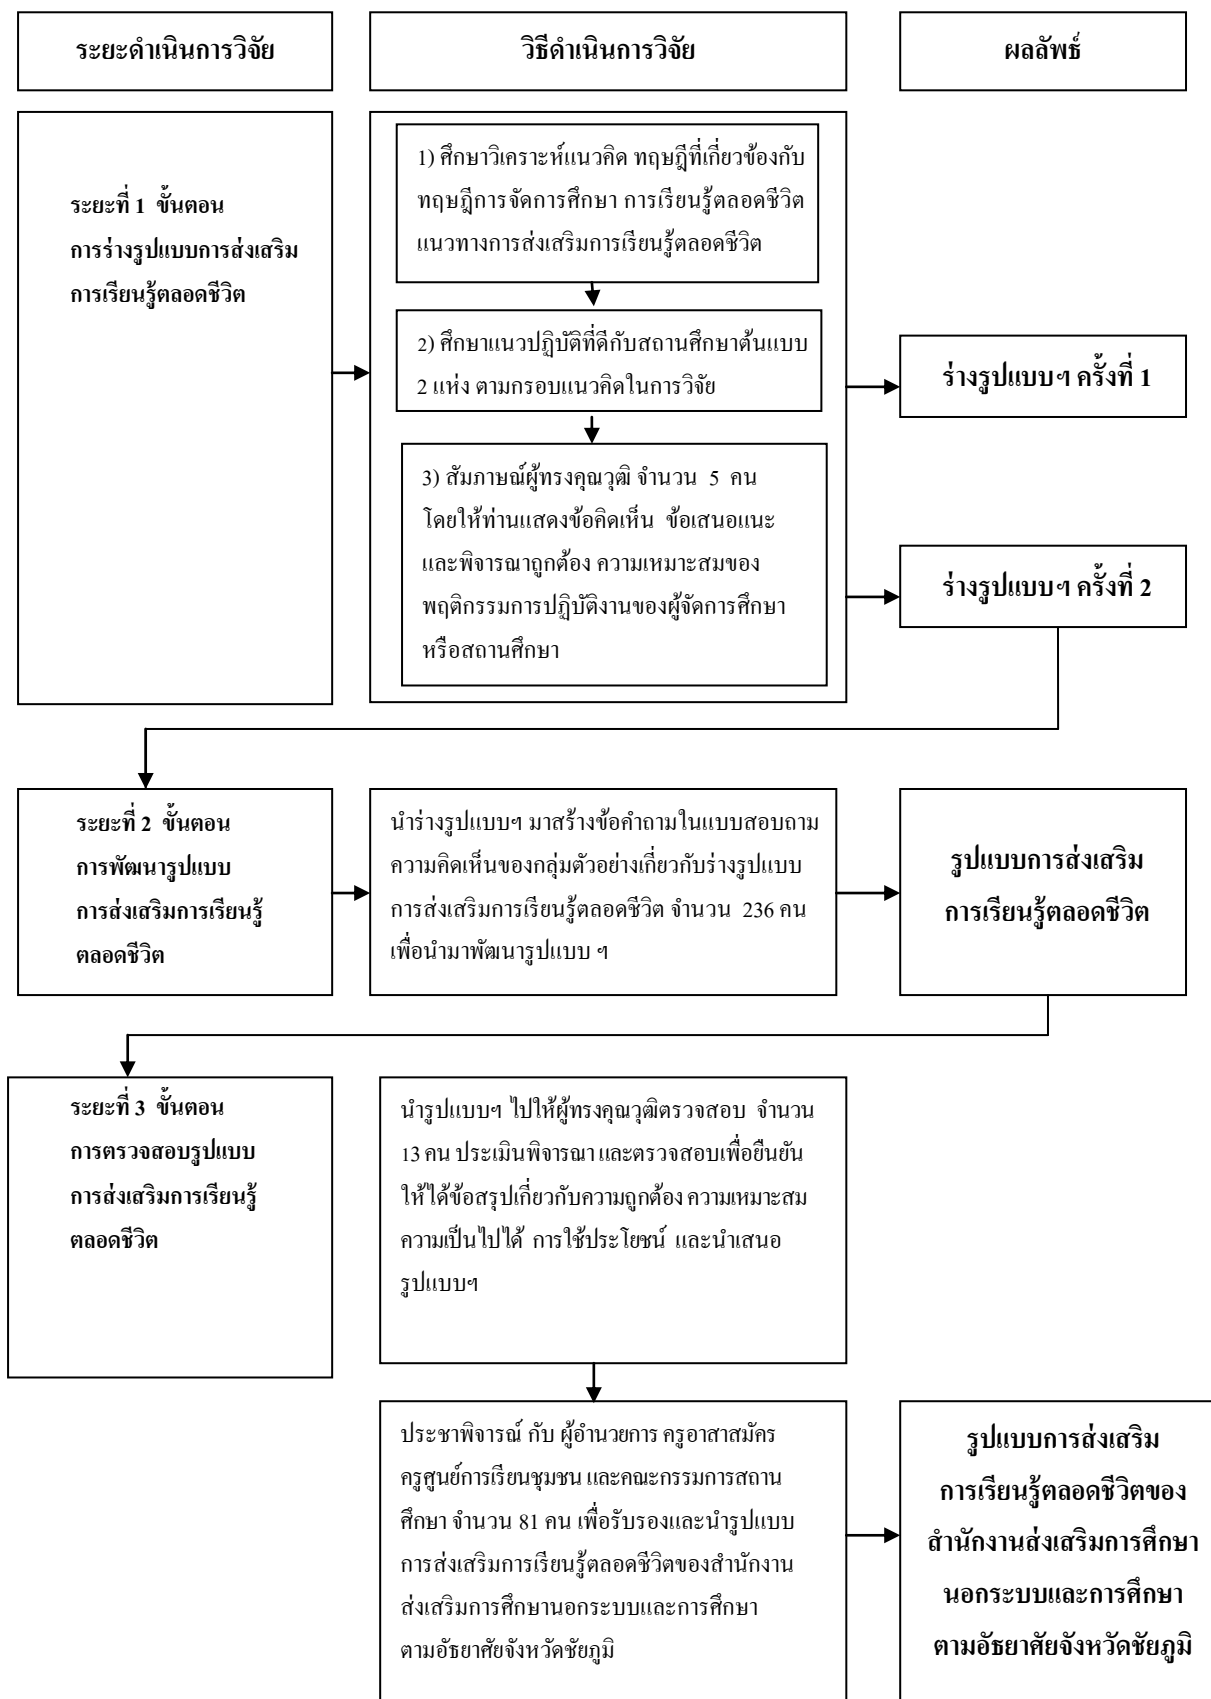 ระยะดำเนินการวิจัย
วิธีดำเนินการวิจัย
ผลลัพธ์
ระยะที่ 1 ขั้นตอน
การร่างรูปแบบการส่งเสริม
การเรียนรู้ตลอดชีวิต
1) ศึกษาวิเคราะห์แนวคิด ทฤษฎีที่เกี่ยวข้องกับ
ทฤษฎีการจัดการศึกษา การเรียนรู้ตลอดชีวิต
แนวทางการส่งเสริมการเรียนรู้ตลอดชีวิต
2) ศึกษาแนวปฏิบัติที่ดีกับสถานศึกษาต้นแบบ
2 แห่ง ตามกรอบแนวคิดในการวิจัย
3) สัมภาษณ์ผู้ทรงคุณวุฒิ จำนวน 5 คน
โดยให้ท่านแสดงข้อคิดเห็น ข้อเสนอแนะ
และพิจารณาถูกต้อง ความเหมาะสมของ
พฤติกรรมการปฏิบัติงานของผู้จัดการศึกษา
หรือสถานศึกษา
ร่างรูปแบบฯ ครั้งที่ 1
ร่างรูปแบบฯ ครั้งที่ 2
ระยะที่ 2 ขั้นตอน
การพัฒนารูปแบบ
การส่งเสริมการเรียนรู้
ตลอดชีวิต
นำร่างรูปแบบฯ มาสร้างข้อคำถามในแบบสอบถาม
ความคิดเห็นของกลุ่มตัวอย่างเกี่ยวกับร่างรูปแบบ
การส่งเสริมการเรียนรู้ตลอดชีวิต จำนวน 236 คน
เพื่อนำมาพัฒนารูปแบบ ฯ
รูปแบบการส่งเสริม
การเรียนรู้ตลอดชีวิต
ระยะที่ 3 ขั้นตอน
การตรวจสอบรูปแบบ
การส่งเสริมการเรียนรู้
ตลอดชีวิต
นำรูปแบบฯ ไปให้ผู้ทรงคุณวุฒิตรวจสอบ จำนวน
13 คน ประเมินพิจารณา และตรวจสอบเพื่อยืนยัน
ให้ได้ข้อสรุปเกี่ยวกับความถูกต้อง ความเหมาะสม
ความเป็นไปได้ การใช้ประโยชน์ และนำเสนอ
รูปแบบฯ
ประชาพิจารณ์ กับ ผู้อำนวยการ ครูอาสาสมัคร
ครูศูนย์การเรียนชุมชน และคณะกรรมการสถาน
ศึกษา จำนวน 81 คน เพื่อรับรองและนำรูปแบบ
การส่งเสริมการเรียนรู้ตลอดชีวิตของสำนักงาน
ส่งเสริมการศึกษานอกระบบและการศึกษา
ตามอัธยาศัยจังหวัดชัยภูมิ
รูปแบบการส่งเสริม
การเรียนรู้ตลอดชีวิตของ
สำนักงานส่งเสริมการศึกษา
นอกระบบและการศึกษา
ตามอัธยาศัยจังหวัดชัยภูมิ